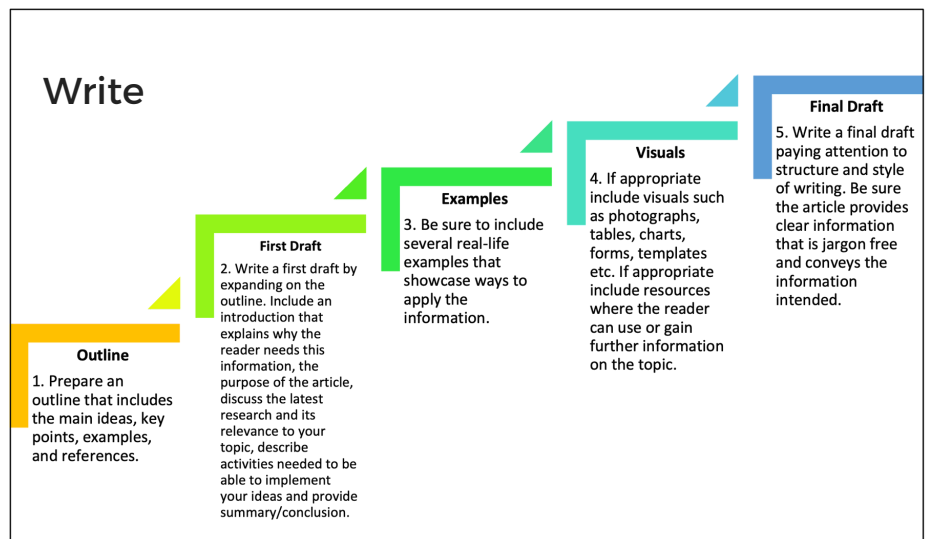 Write
Outline
1. Prepare an
outline that includes
the main ideas, key
points, examples,
and references.
First Draft
2. Write a first draft by
expanding on the
outline. Include an
introduction that
explains why the
reader needs this
information, the
purpose of the article,
discuss the latest
research and its
relevance to your
topic, describe
activities needed to be
able to implement
your ideas and provide
summary/conclusion.
Examples
3. Be sure to include
several real-life
examples that
showcase ways to
apply the
information.
Visuals
4. If appropriate
include visuals such
as photographs,
tables, charts,
forms, templates
etc. If appropriate
include resources
where the reader
can use or gain
further information
on the topic.
Final Draft
5. Write a final draft
paying attention to
structure and style
of writing. Be sure
the article provides
clear information
that is jargon free
and conveys the
information
intended.